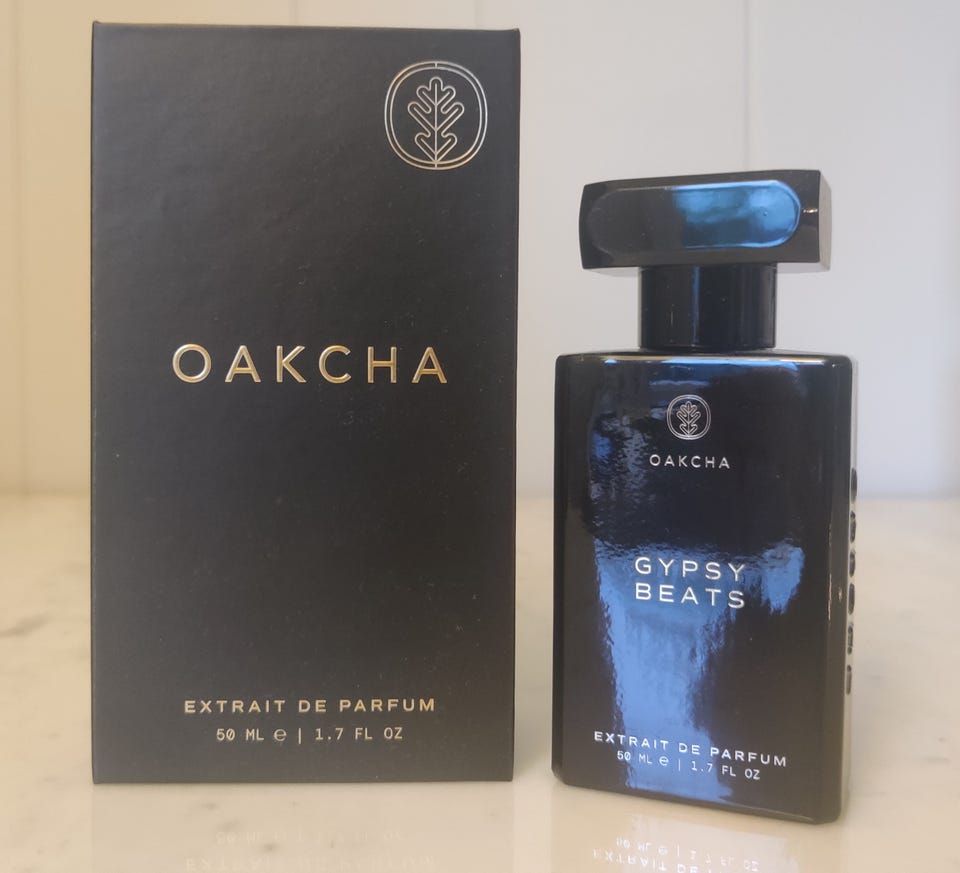 OAKCHA
EXTRAIT DE PARFUM
50 ML ℮ | 1.7 FL OZ
OAKCHA
GYPSY
BEATS
EXTRAIT DE PARFUM
50 ML ℮ | 1.7 FL OZ